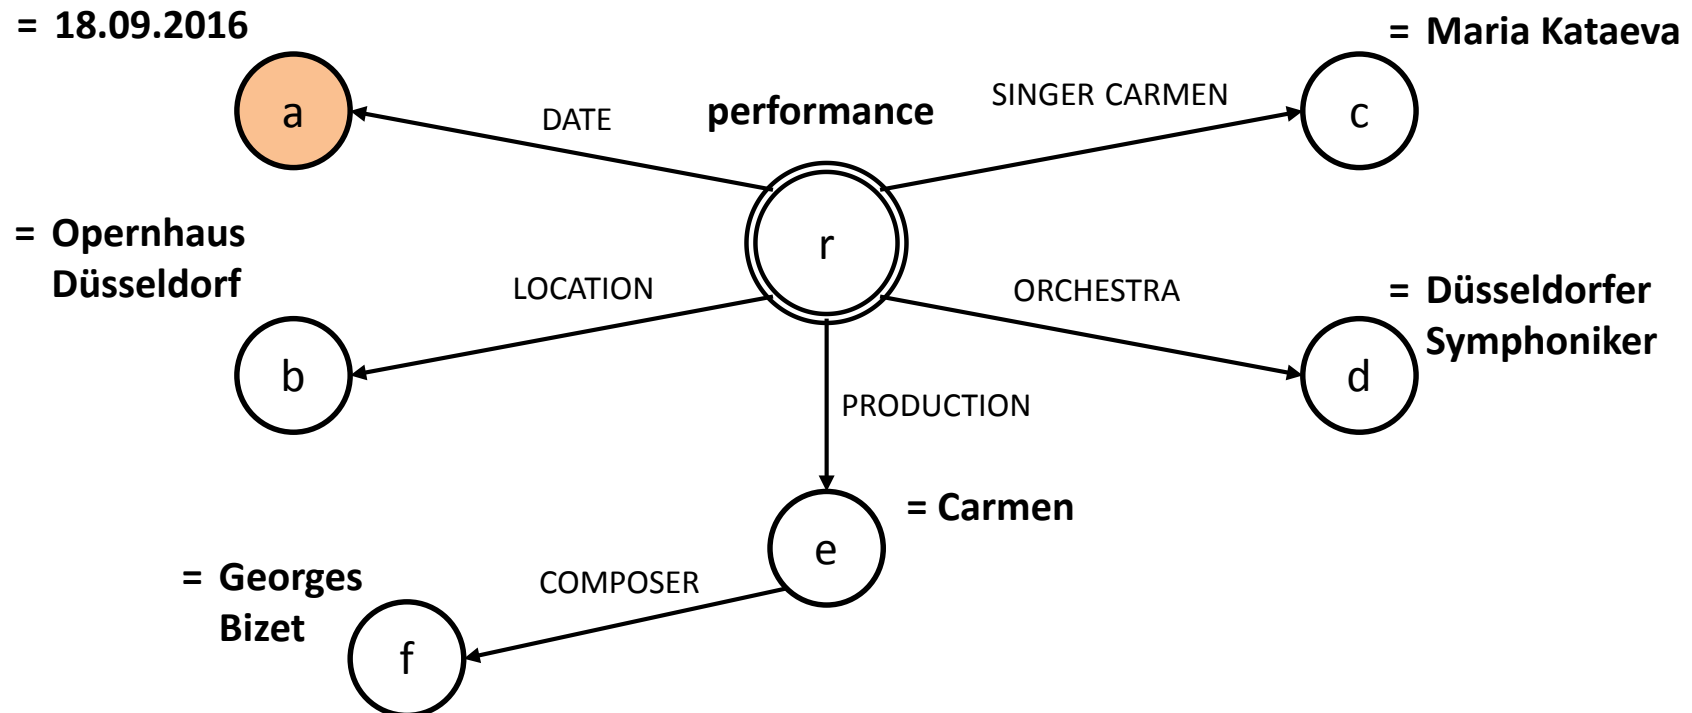 = 18.09.2016
= Maria Kataeva
a
DATE
performance
SINGER CARMEN
c
= Opernhaus
Düsseldorf
r
LOCATION
ORCHESTRA
= Düsseldorfer
Symphoniker
b
d
PRODUCTION
= Carmen
e
= Georges
Bizet
COMPOSER
f